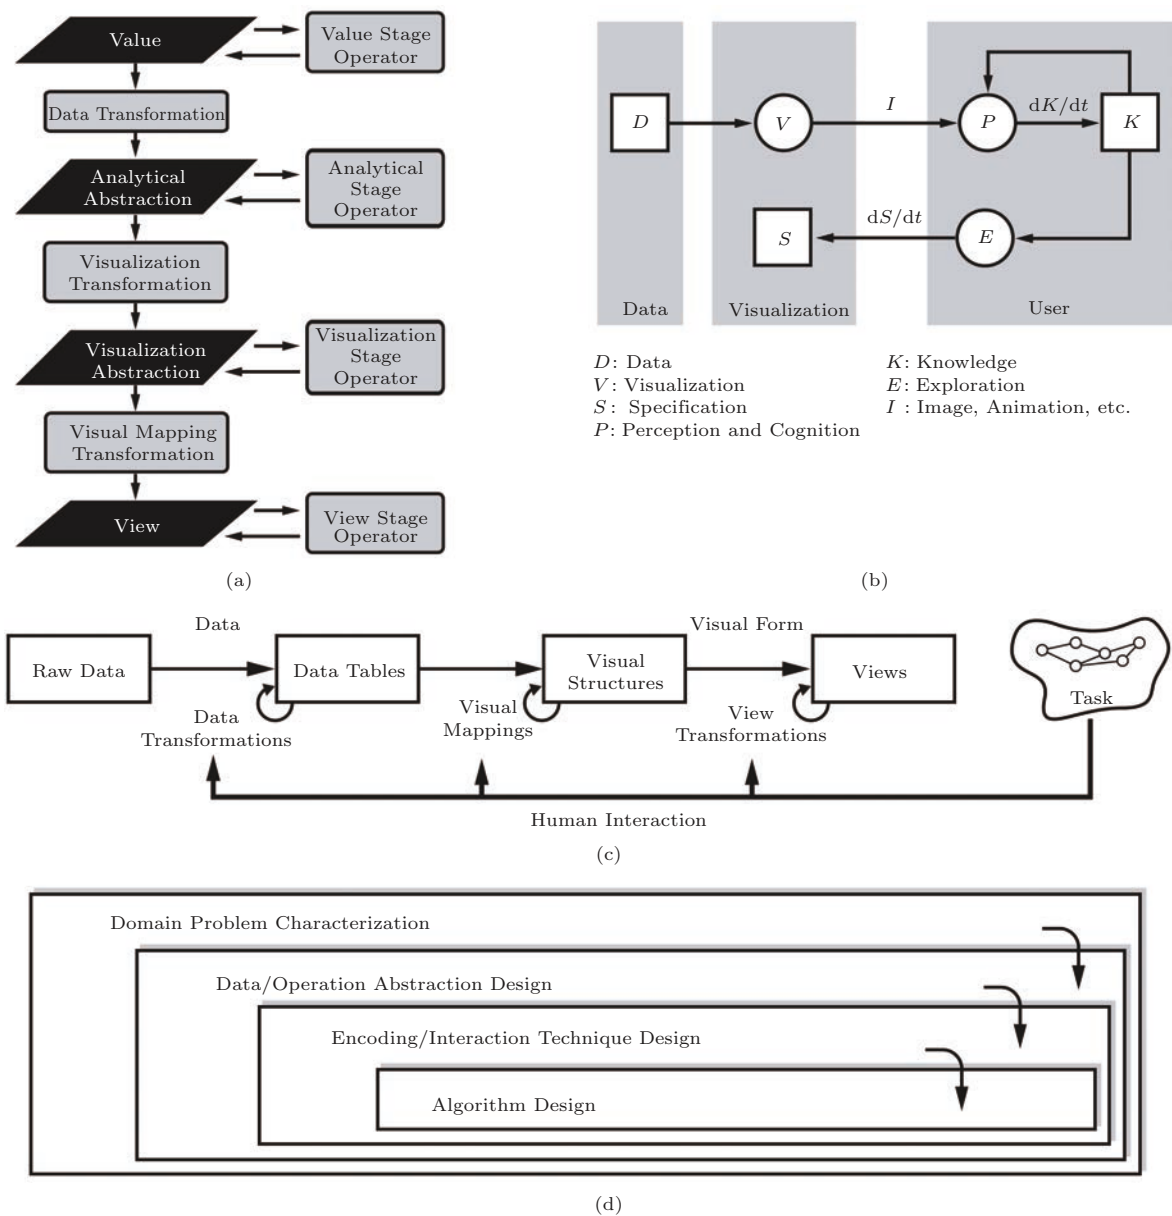 Value
Value Stage
Operator
Data Transformation
Analytical
Abstraction
Analytical
Stage
Operator
Visualization
Transformation
Visualization
Abstraction
Visualization
Stage
Operator
Visual Mapping
Transformation
View
View Stage
Operator
(a)
D
V
I
P
dK/dt
K
S
dS/dt
E
Data
Visualization
User
D: Data
V: Visualization
S: Specification
P: Perception and Cognition
K: Knowledge
E: Exploration
I : Image, Animation, etc.
(b)
Raw Data
Data
Data Tables
Data
Transformations
Visual
Mappings
Visual
Structures
Visual Form
View
Transformations
Views
Task
Human Interaction
(c)
Domain Problem Characterization
Data/Operation Abstraction Design
Encoding/Interaction Technique Design
Algorithm Design
(d)